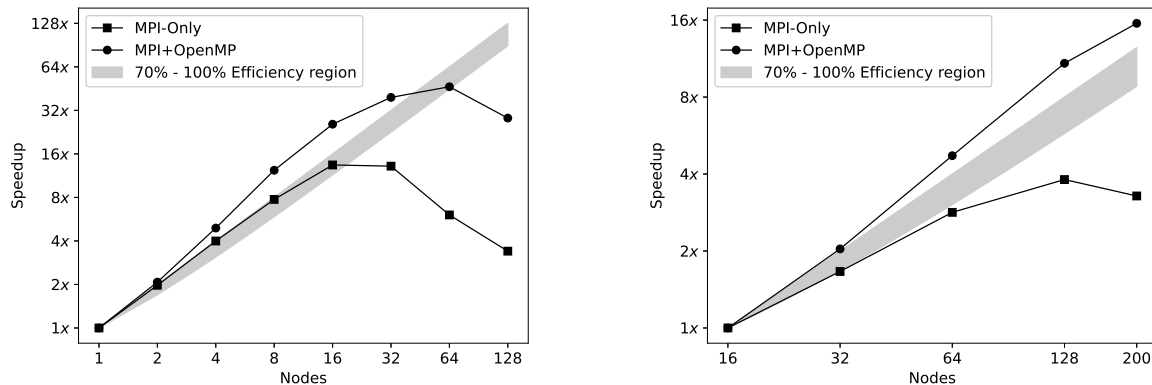 128x
64x
32x
16x
8x
4x
2x
1x
Speedup
MPI-Only
MPI+OpenMP
70% - 100% Efficiency region
1 2 4 8 16 32 64 128
Nodes
16x
8x
4x
2x
1x
Speedup
MPI-Only
MPI+OpenMP
70% - 100% Efficiency region
16 32 64 128 200
Nodes